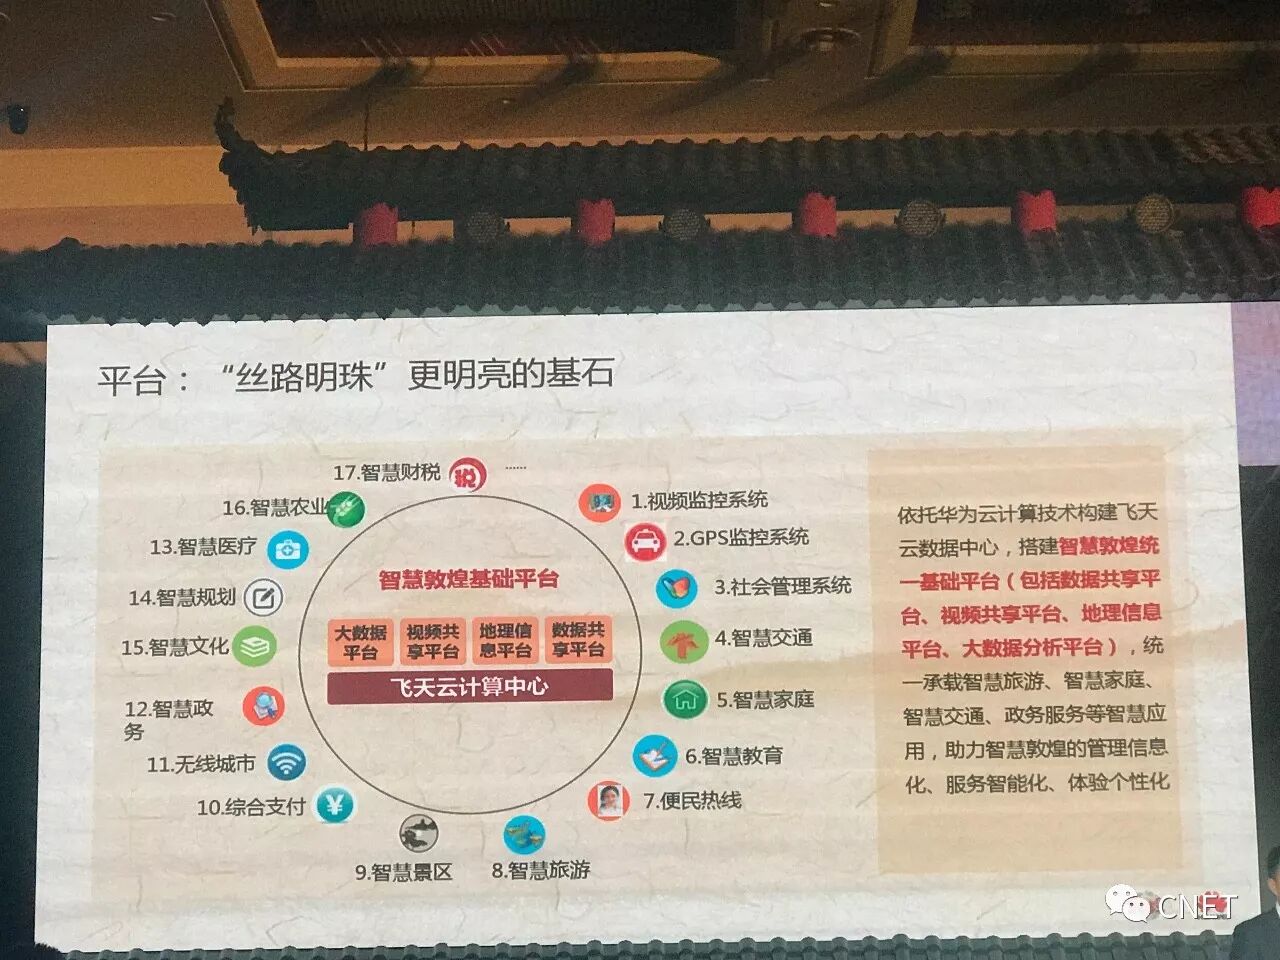 平台：“丝路明珠”更明亮的基石
17.智慧财税
税
......
16.智慧农业
1.视频监控系统
2.GPS监控系统
13.智慧医疗
3.社会管理系统
14.智慧规划
4.智慧交通
15.智慧文化
5.智慧家庭
12.智慧政
务
6.智慧教育
11.无线城市
7.便民热线
10.综合支付
¥
9.智慧景区
8.智慧旅游
智慧敦煌基础平台
大数据
平台
视频共
享平台
地理信
息平台
数据共
享平台
飞天云计算中心
依托华为云计算技术构建飞天
云数据中心，搭建智慧敦煌统
一基础平台（包括数据共享平
台、视频共享平台、地理信息
平台、大数据分析平台），统
一承载智慧旅游、智慧家庭、
智慧交通、政务服务等智慧应
用，助力智慧敦煌的管理信息
化、服务智能化、体验个性化
CNET